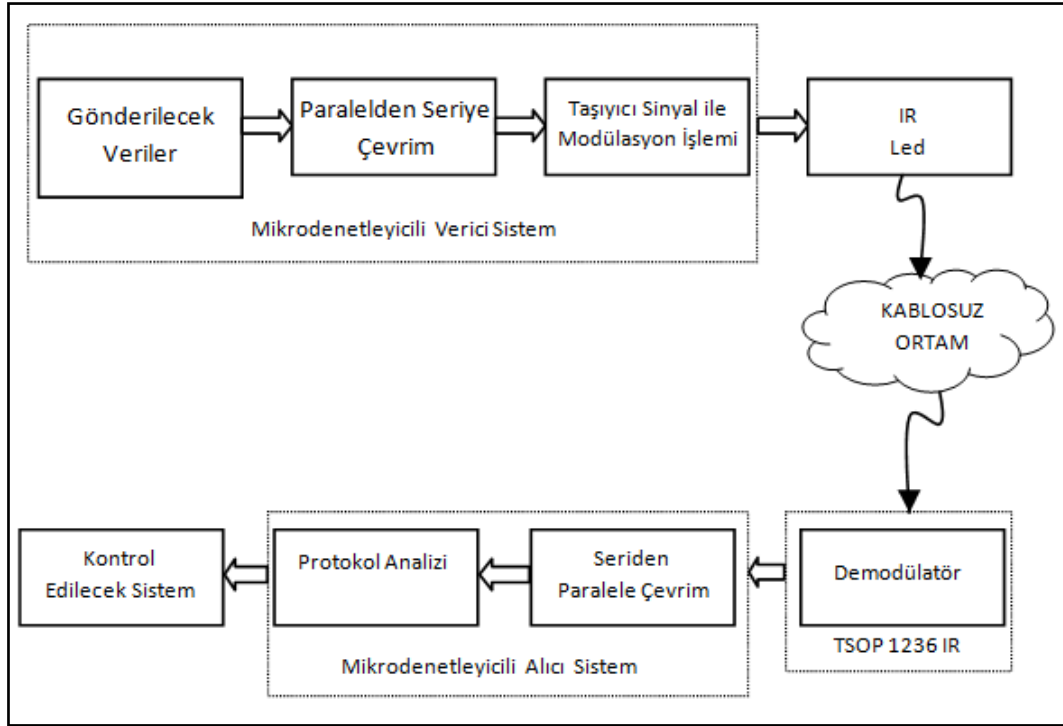 Gönderilecek
Veriler
Paralelden Seriye
Çevrim
Taşıyıcı Sinyal ile
Modülasyon İşlemi
IR
Led
Mikrodenetleyicili Verici Sistem
KABLOSUZ
ORTAM
Kontrol
Edilecek Sistem
Protokol Analizi
Seriden
Paralele Çevrim
Demodülatör
TSOP 1236 IR
Mikrodenetleyicili Alıcı Sistem